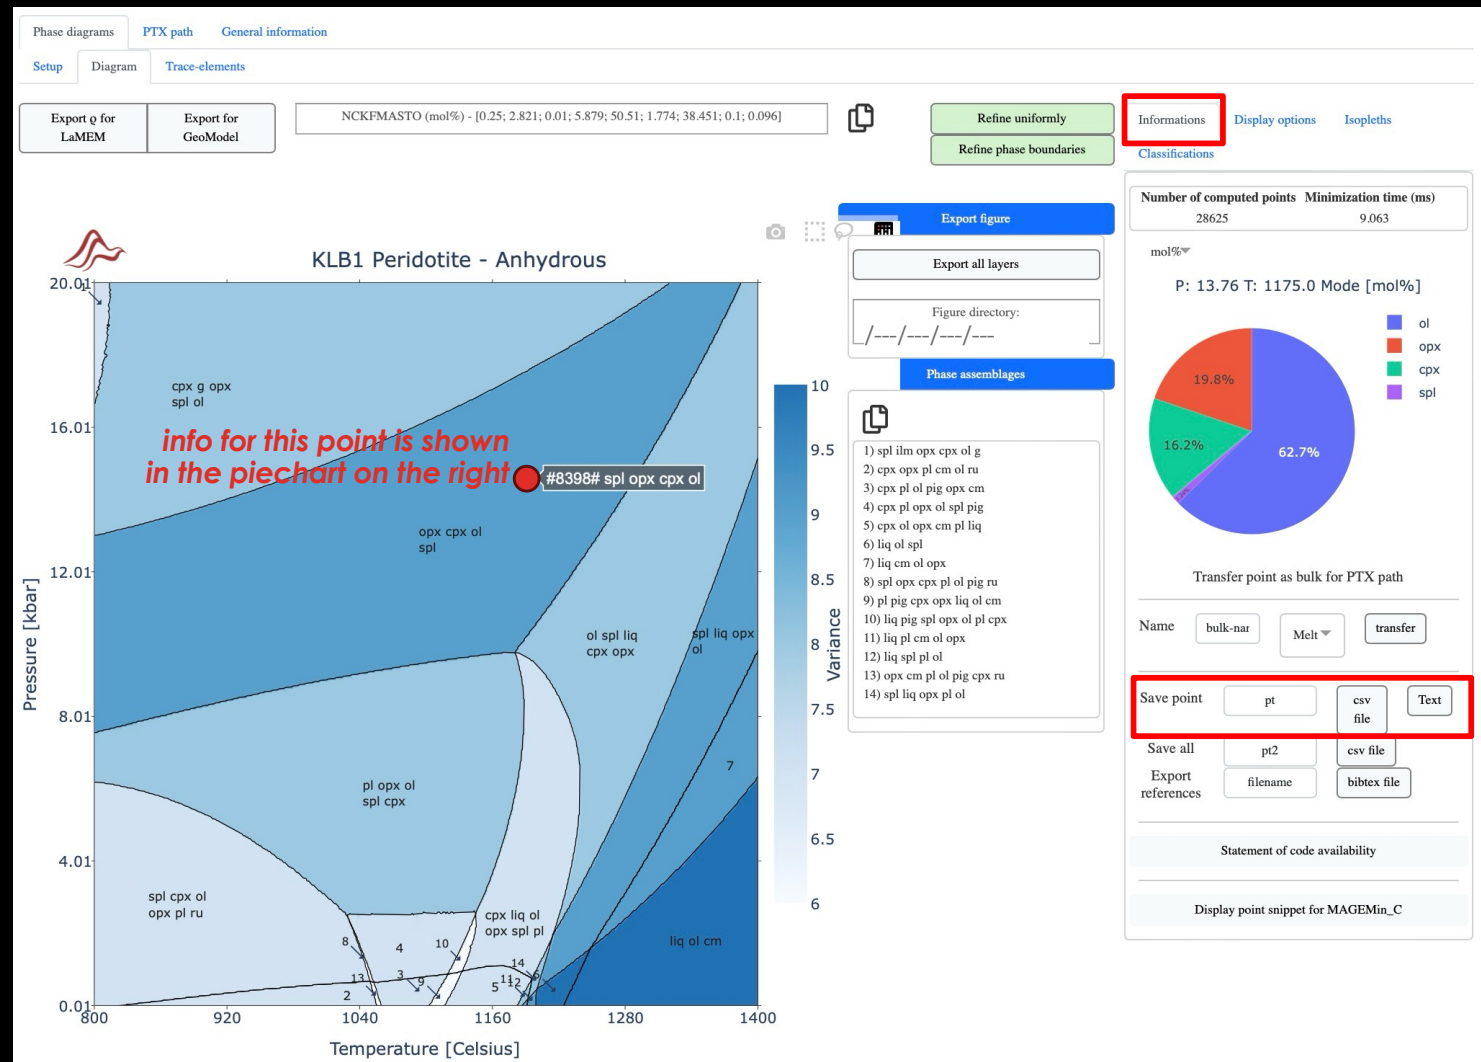 Phase diagrams
PTX path
General information
Setup
Diagram
Trace-elements
Export ϱ for
LaMEM
Export for
GeoModel
NCKFMASTO (mol%) - [0.25; 2.821; 0.01; 5.879; 50.51; 1.774; 38.451; 0.1; 0.096]
Refine uniformly
Refine phase boundaries
Informations
Display options
Isopleths
Classifications
KLB1 Peridotite - Anhydrous
20.01
16.01
12.01
8.01
4.01
0.01
Pressure [kbar]
800
920
1040
1160
1280
1400
Temperature [Celsius]
1
cpx g opx
spl ol
info for this point is shown
in the piechart on the right
#8398# spl opx cpx ol
opx cpx ol
spl
ol spl liq
cpx opx
spl liq opx
ol
pl opx ol
spl cpx
7
spl cpx ol
opx pl ru
cpx liq ol
opx spl pl
liq ol cm
8
4
10
14
6
13
3
9
11
12
2
5
10
9.5
9
8.5
8
7.5
7
6.5
6
Variance
Export figure
Export all layers
Figure directory:
/---/---/---/---
Phase assemblages
1) spl ilm opx cpx ol g
2) cpx opx pl cm ol ru
3) cpx pl ol pig opx cm
4) cpx pl opx ol spl pig
5) cpx ol opx cm pl liq
6) liq ol spl
7) liq cm ol opx
8) spl opx cpx pl ol pig ru
9) pl pig cpx opx liq ol cm
10) liq pig spl opx ol pl cpx
11) liq pl cm ol opx
12) liq spl pl ol
13) opx cm pl ol pig cpx ru
14) spl liq opx pl ol
Number of computed points Minimization time (ms)
28625 9.063
mol%
P: 13.76 T: 1175.0 Mode [mol%]
ol
opx
cpx
spl
19.8%
16.2%
62.7%
Transfer point as bulk for PTX path
Name bulk-nar Melt transfer
Save point pt csv
file Text
Save all pt2 csv file
Export
references filename bibtex file
Statement of code availability
Display point snippet for MAGEMin_C